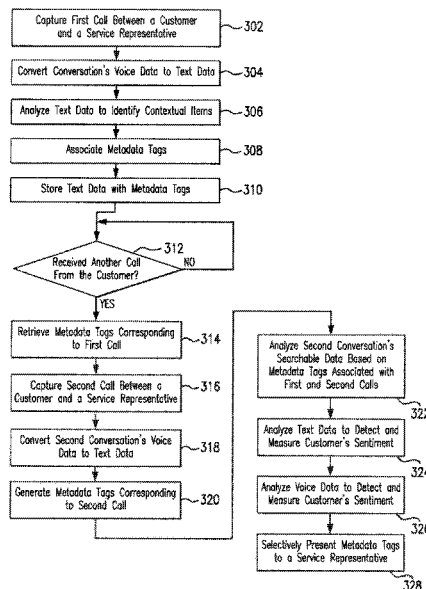 Capture First Call Between a Customer
and a Service Representative
302
Convert Conversation's Voice Data to Text Data
304
Analyze Text Data to Identify Contextual Items
306
Associate Metadata Tags
308
Store Text Data with Metadata Tags
310
312
Received Another Call
From the Customer?
NO
YES
Retrieve Metadata Tags Corresponding
to First Call
314
Capture Second Call Between a
Customer and a Service Representative
316
Convert Second Conversation's Voice
Data to Text Data
318
Generate Metadata Tags Corresponding
to Second Call
320
Analyze Second Conversation's
Searchable Data Based on
Metadata Tags Associated with
First and Second Calls
322
Analyze Text Data to Detect and
Measure Customer's Sentiment
324
Analyze Voice Data to Detect and
Measure Customer's Sentiment
326
Selectively Present Metadata Tags
to a Service Representative
328